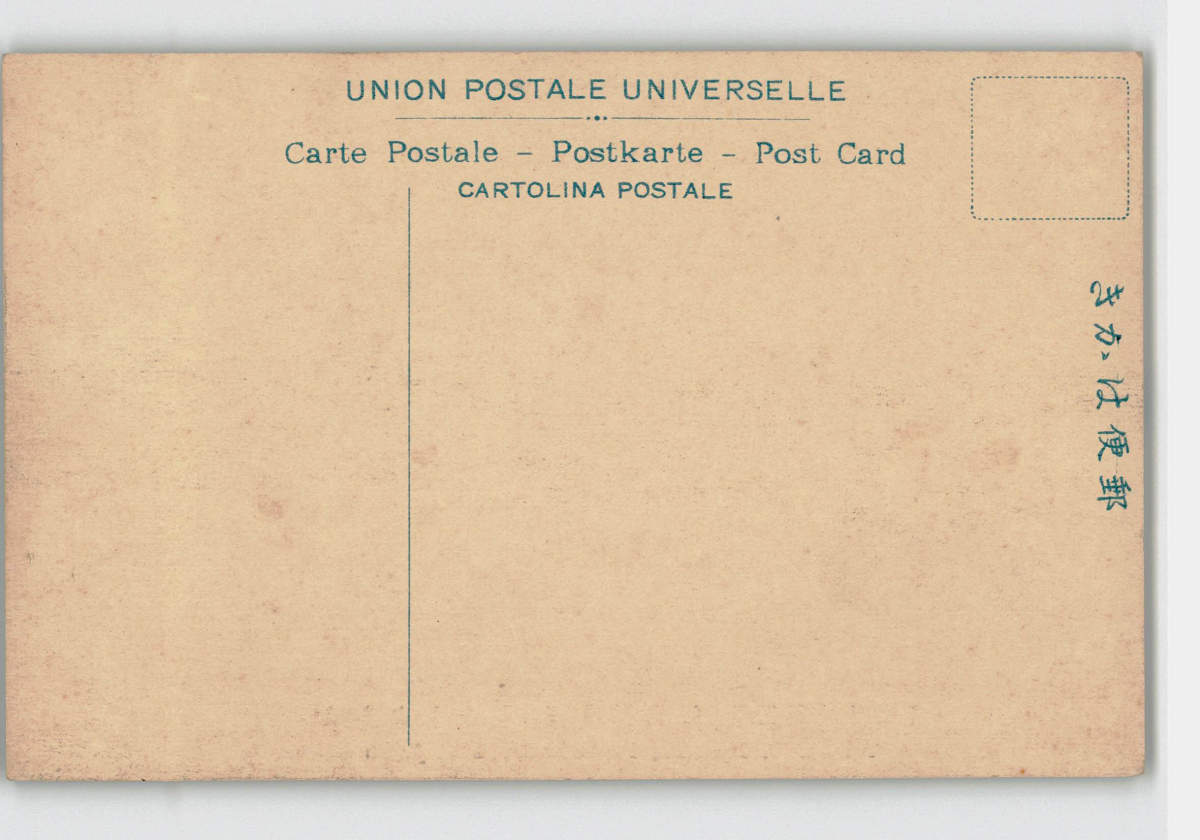 UNION POSTALE UNIVERSELLE
Carte Postale – Postkarte – Post Card
CARTOLINA POSTALE
郵便はがき